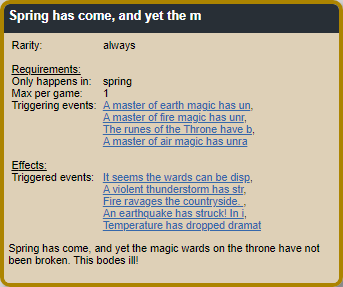 Spring has come, and yet the m
Rarity: always
Requirements:
Only happens in: spring
Max per game: 1
Triggering events: A master of earth magic has un,
A master of fire magic has unr,
The runes of the Throne have b,
A master of air magic has unra
Effects:
Triggered events: It seems the wards can be disp,
A violent thunderstorm has str,
Fire ravages the countryside. ,
An earthquake has struck! In i,
Temperature has dropped dramat
Spring has come, and yet the magic wards on the throne have not
been broken. This bodes ill!